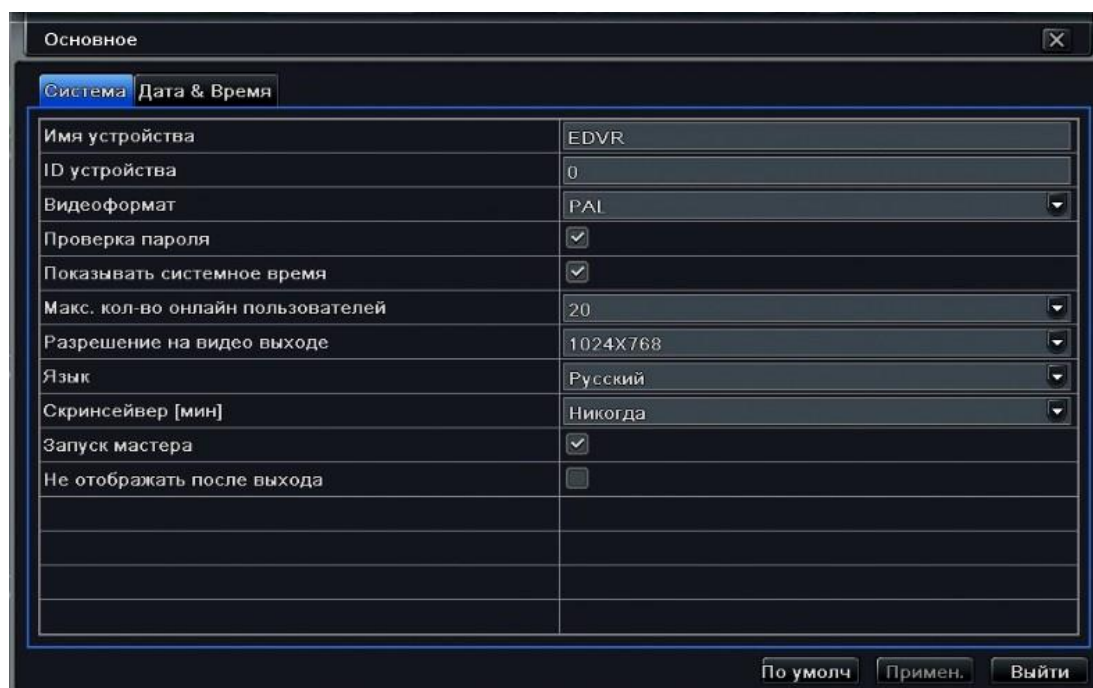 Основное
Система Дата & Время
Имя устройства EDVR
ID устройства 0
Видеоформат PAL
Проверка пароля
Показывать системное время
Макс. кол-во онлайн пользователей 20
Разрешение на видео выходе 1024X768
Язык Русский
Скринсейвер [мин] Никогда
Запуск мастера
Не отображать после выхода
По умолч Примен. Выйти